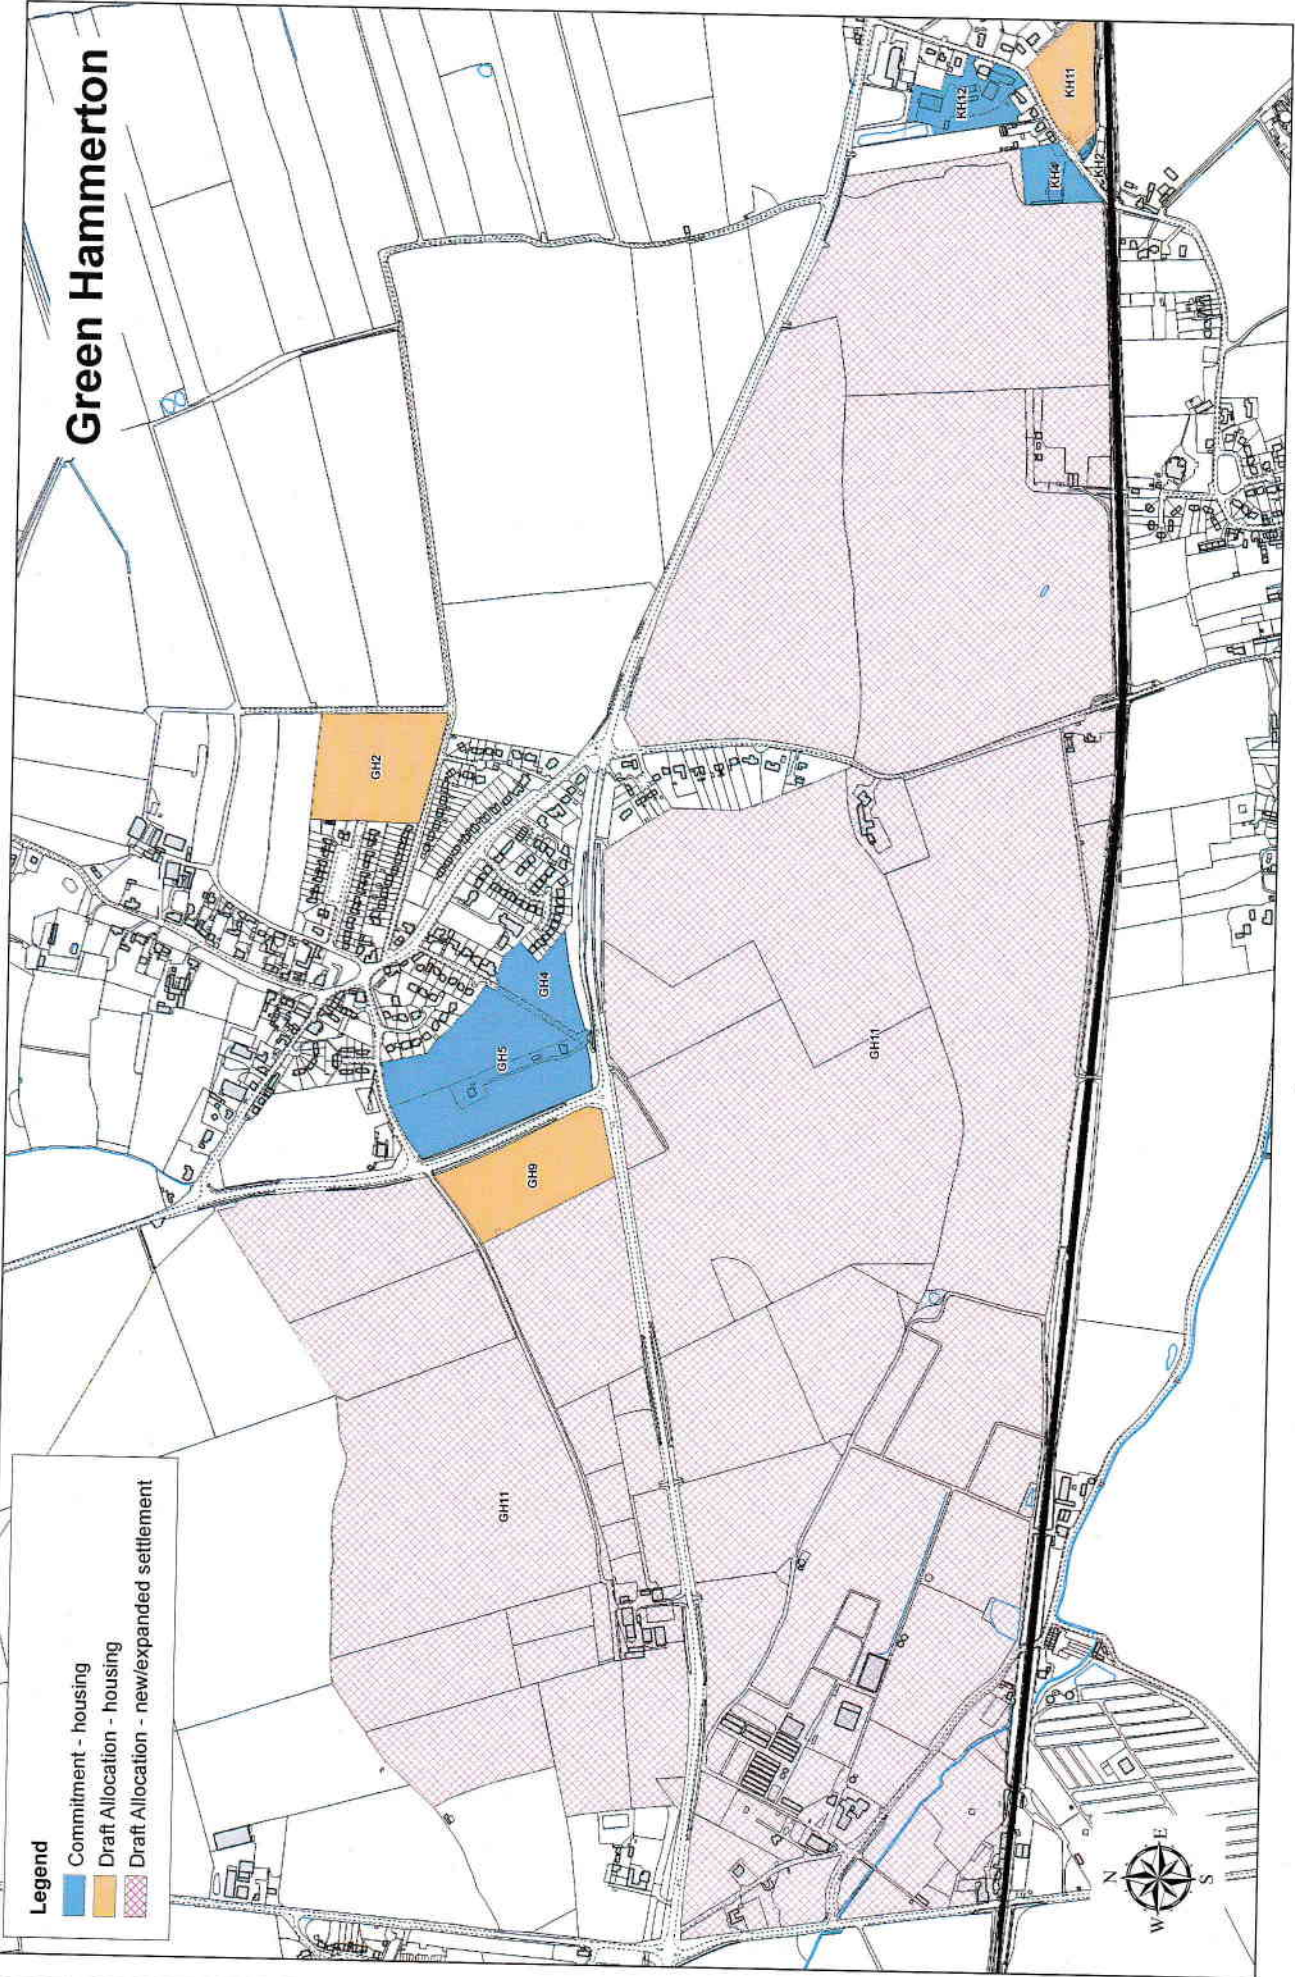 Green Hammerton
Legend
Commitment - housing
Draft Allocation - housing
Draft Allocation - new/expanded settlement
GH11
GH9
GH5
GH4
GH2
GH11
KH12
KH11
KH4
KH2
N
W
E
S